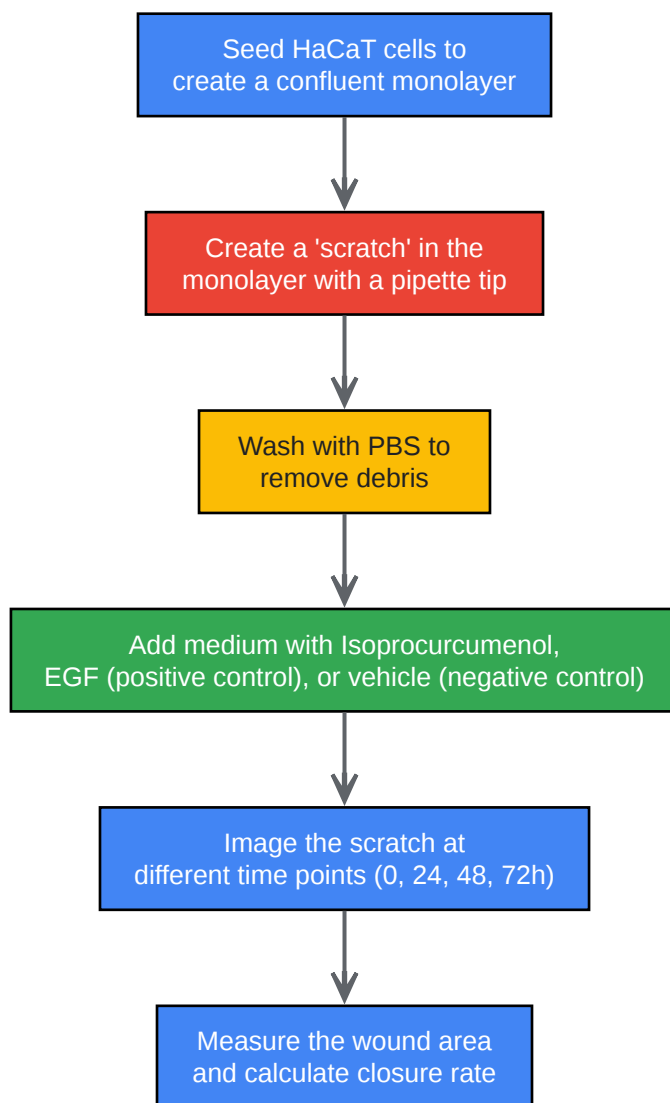 Seed HaCaT cells to
create a confluent monolayer
Create a 'scratch' in the
monolayer with a pipette tip
Wash with PBS to
remove debris
Add medium with Isoprocurcumenol,
EGF (positive control), or vehicle (negative control)
Image the scratch at
different time points (0, 24, 48, 72h)
Measure the wound area
and calculate closure rate